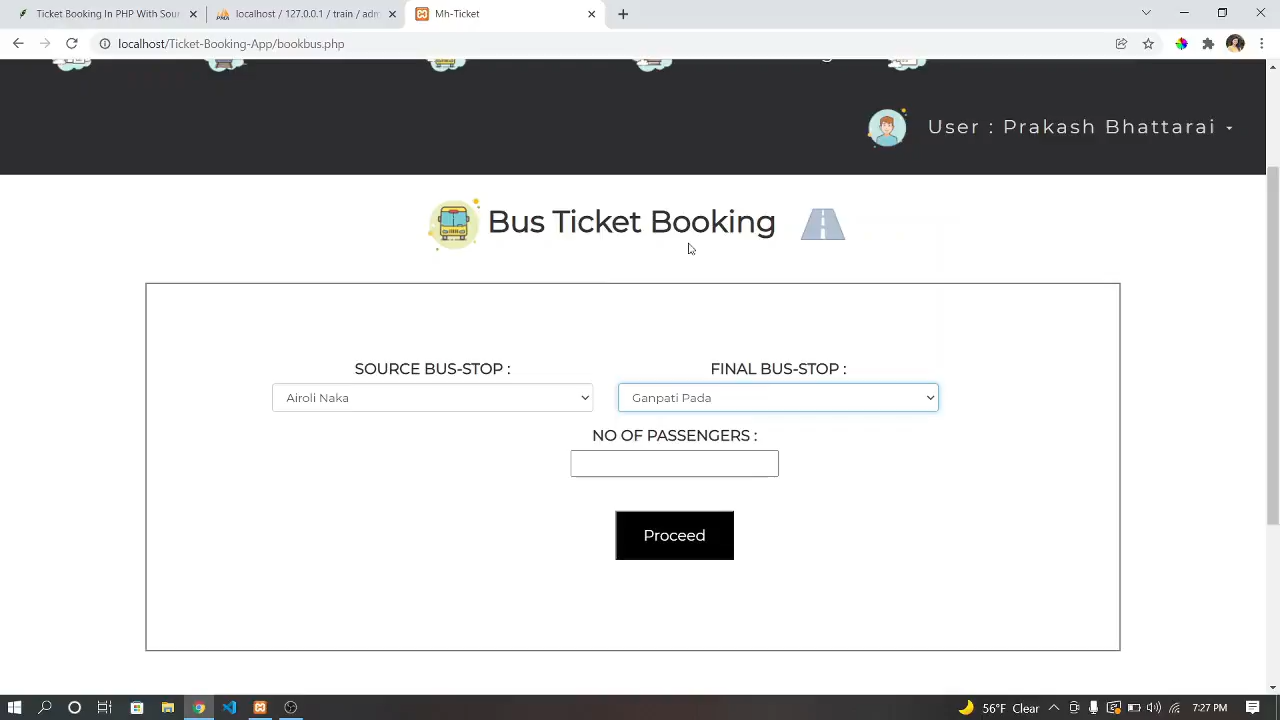 Ticket Booking In PHP With Sour
localhost / 127.0.0.1 / train / adm
Mh-Ticket
localhost/Ticket-Booking-App/bookbus.php
User : Prakash Bhattarai
Bus Ticket Booking
SOURCE BUS-STOP :
FINAL BUS-STOP :
Airoli Naka
Ganpati Pada
NO OF PASSENGERS :
Proceed
56°F Clear
7:27 PM